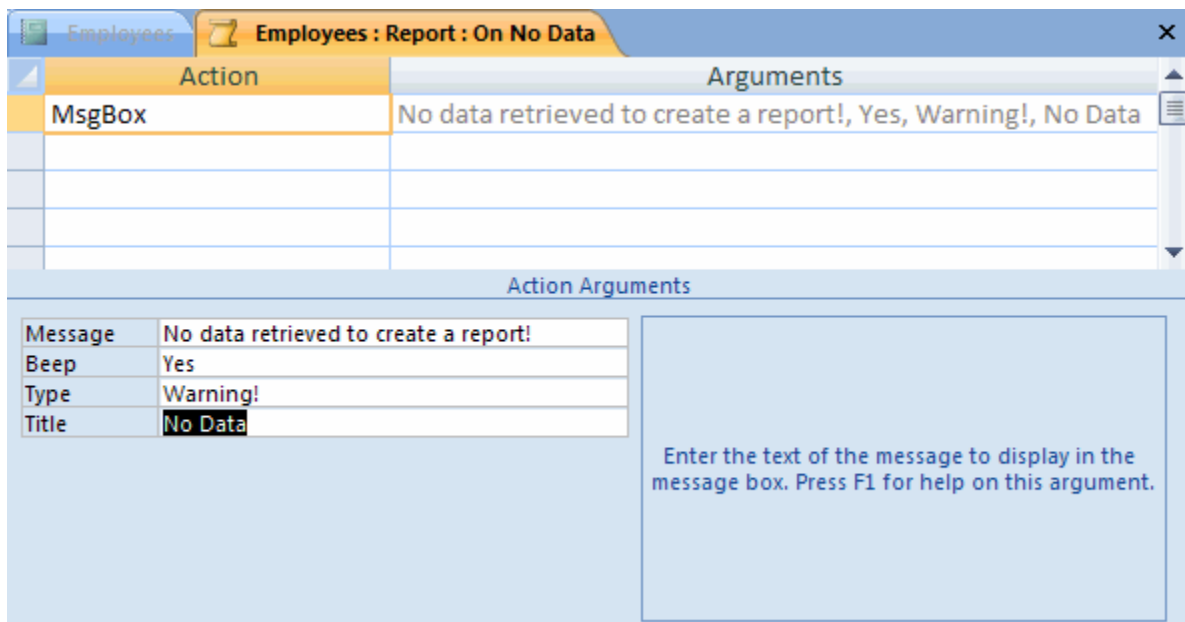 Employees Employees : Report : On No Data
Action Arguments
MsgBox No data retrieved to create a report!, Yes, Warning!, No Data
Action Arguments
Message No data retrieved to create a report!
Beep Yes
Type Warning!
Title No Data
Enter the text of the message to display in the
message box. Press F1 for help on this argument.